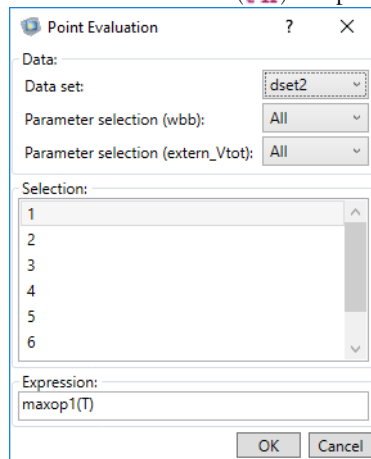 Point Evaluation ? ×
Data:
Data set: dset2
Parameter selection (wbb): All
Parameter selection (extern_Vtot): All
Selection:
1
2
3
4
5
6
Expression:
maxop1(T)
OK Cancel